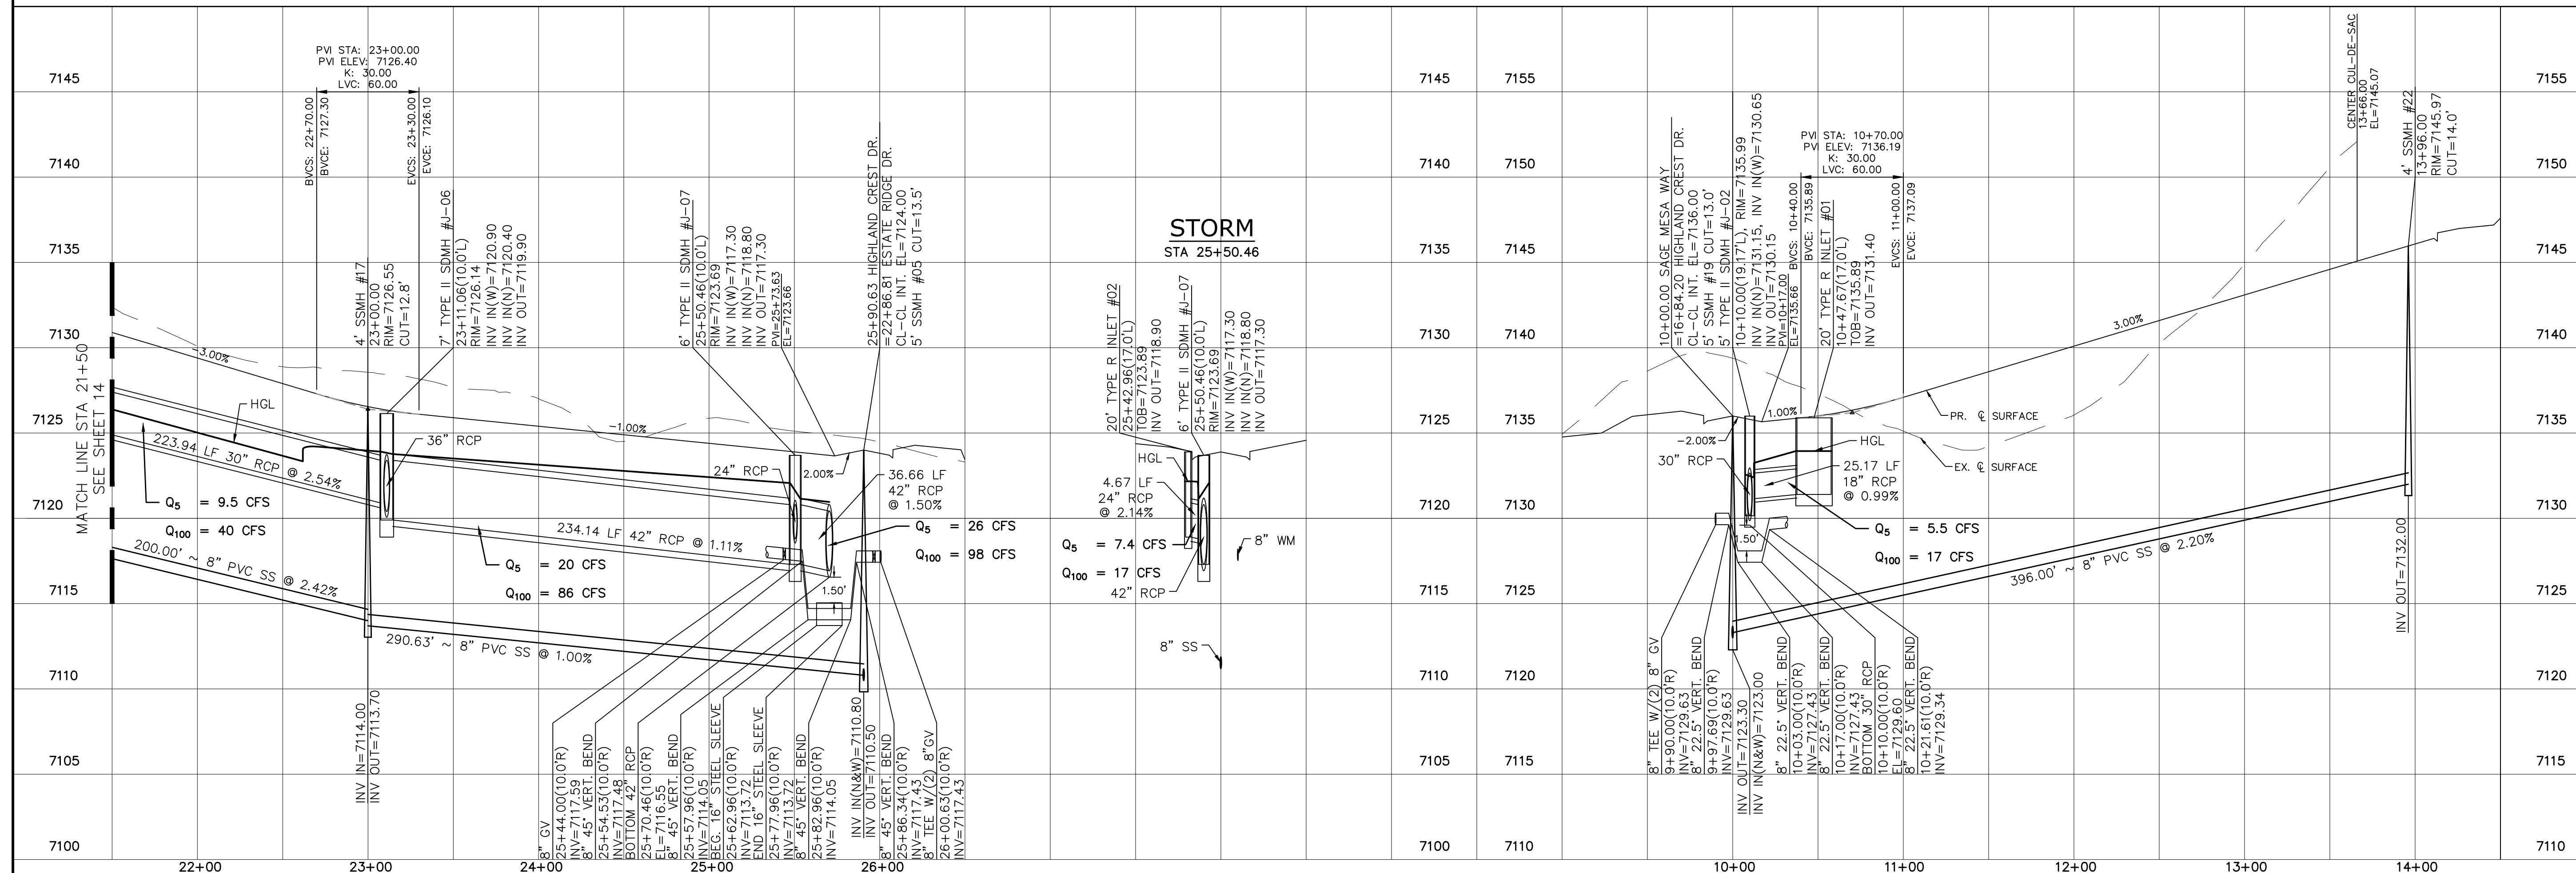 7145
7140
7135
7130
7125
7120
7115
7110
7105
7100
MATCH LINE STA 21+50
SEE SHEET 14
PVI STA: 23+00.00
PVI ELEV: 7126.40
K: 30.00
LVC: 60.00
BVCS: 22+70.00
BVCE: 7127.30
EVCS: 23+30.00
EVCE: 7126.10
4' SSMH #17
23+00.00
RIM=7126.55
CUT=12.8'
7' TYPE II SDMH #J-06
23+11.06(10.0'L)
RIM=7126.14
INV IN(W)=7120.90
INV IN(N)=7120.40
INV OUT=7119.90
6' TYPE II SDMH #J-07
25+50.46(10.0'L)
RIM=7123.69
INV IN(W)=7117.30
INV IN(N)=7118.80
INV OUT=7117.30
PVI=25+73.63
EL=7123.66
25+90.63 HIGHLAND CREST DR.
=22+86.81 ESTATE RIDGE DR.
CL-CL INT. EL=7124.00
5' SSMH #05 CUT=13.5'
-3.00%
HGL
36" RCP
-1.00%
24" RCP
2.00%
36.66 LF
42" RCP
@ 1.50%
223.94 LF 30" RCP @ 2.54%
Q5 = 9.5 CFS
Q100 = 40 CFS
234.14 LF 42" RCP @ 1.11%
Q5 = 20 CFS
Q100 = 86 CFS
Q5 = 26 CFS
Q100 = 98 CFS
1.50'
200.00' ~ 8" PVC SS @ 2.42%
290.63' ~ 8" PVC SS @ 1.00%
INV IN=7114.00
INV OUT=7113.70
8" GV
25+44.00(10.0'R)
INV=7117.59
8" 45° VERT. BEND
25+54.53(10.0'R)
INV=7117.48
BOTTOM 42" RCP
25+70.46(10.0'R)
EL=7116.55
8" 45° VERT. BEND
25+57.96(10.0'R)
INV=7114.05
BEG. 16" STEEL SLEEVE
25+62.96(10.0'R)
INV=7113.72
END 16" STEEL SLEEVE
25+77.96(10.0'R)
INV=7113.72
8" 45° VERT. BEND
25+82.96(10.0'R)
INV=7114.05
INV IN(N&W)=7110.80
INV OUT=7110.50
8" 45° VERT. BEND
25+86.34(10.0'R)
INV=7117.43
8" TEE W/(2) 8"GV
26+00.63(10.0'R)
INV=7117.43
22+00
23+00
24+00
25+00
26+00
STORM
STA 25+50.46
20' TYPE R INLET #02
25+42.96(17.0'L)
TOB=7123.89
INV OUT=7118.90
6' TYPE II SDMH #J-07
25+50.46(10.0'L)
RIM=7123.69
INV IN(W)=7117.30
INV IN(N)=7118.80
INV OUT=7117.30
HGL
4.67 LF
24" RCP
@ 2.14%
Q5 = 7.4 CFS
Q100 = 17 CFS
42" RCP
8" WM
8" SS
7145
7140
7135
7130
7125
7120
7115
7110
7105
7100
7155
7150
7145
7140
7135
7130
7125
7120
7115
7110
10+00.00 SAGE MESA WAY
=16+84.20 HIGHLAND CREST DR.
CL-CL INT. EL=7136.00
5' SSMH #19 CUT=13.0'
5' TYPE II SDMH #J-02
10+10.00(19.17'L), RIM=7135.99
INV IN(N)=7131.15, INV IN(W)=7130.65
INV OUT=7130.15
PVI=10+17.00
EL=7135.66
PVI STA: 10+70.00
PVI ELEV: 7136.19
K: 30.00
LVC: 60.00
BVCS: 10+40.00
BVCE: 7135.89
20' TYPE R INLET #01
10+47.67(17.0'L)
TOB=7135.89
INV OUT=7131.40
EVCS: 11+00.00
EVCE: 7137.09
CENTER CUL-DE-SAC
13+66.00
EL=7145.07
4' SSMH #22
13+96.00
RIM=7145.97
CUT=14.0'
3.00%
1.00%
-2.00%
PR. ℄ SURFACE
HGL
30" RCP
25.17 LF
18" RCP
@ 0.99%
EX. ℄ SURFACE
1.50'
Q5 = 5.5 CFS
Q100 = 17 CFS
396.00' ~ 8" PVC SS @ 2.20%
INV OUT=7132.00
8" TEE W/(2) 8" GV
9+90.00(10.0'R)
INV=7129.63
8" 22.5° VERT. BEND
9+97.69(10.0'R)
INV=7129.63
INV OUT=7123.30
INV IN(N&W)=7123.00
8" 22.5° VERT. BEND
10+03.00(10.0'R)
INV=7127.43
8" 22.5° VERT. BEND
10+17.00(10.0'R)
INV=7127.43
BOTTOM 30" RCP
10+10.00(10.0'R)
EL=7129.60
8" 22.5° VERT. BEND
10+21.61(10.0'R)
INV=7129.34
10+00
11+00
12+00
13+00
14+00
7155
7150
7145
7140
7135
7130
7125
7120
7115
7110